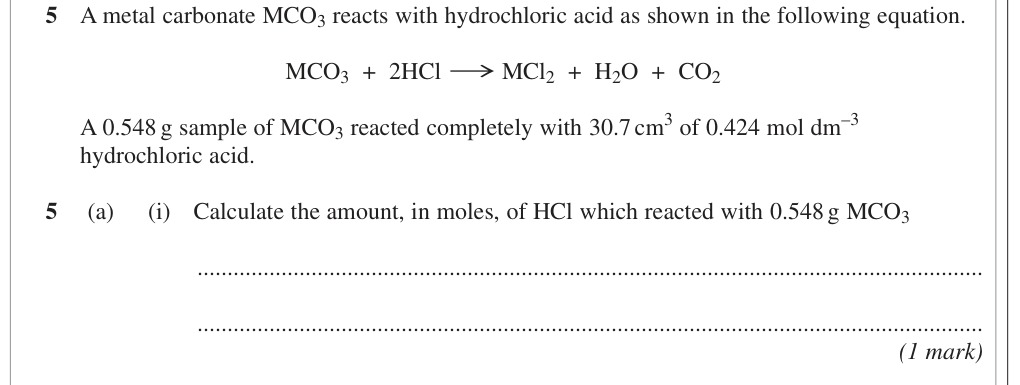 5 A metal carbonate MCO₃ reacts with hydrochloric acid as shown in the following equation.
MCO₃ + 2HCl ⟶ MCl₂ + H₂O + CO₂
A 0.548 g sample of MCO₃ reacted completely with 30.7 cm³ of 0.424 mol dm⁻³
hydrochloric acid.
5 (a) (i) Calculate the amount, in moles, of HCl which reacted with 0.548 g MCO₃
(1 mark)